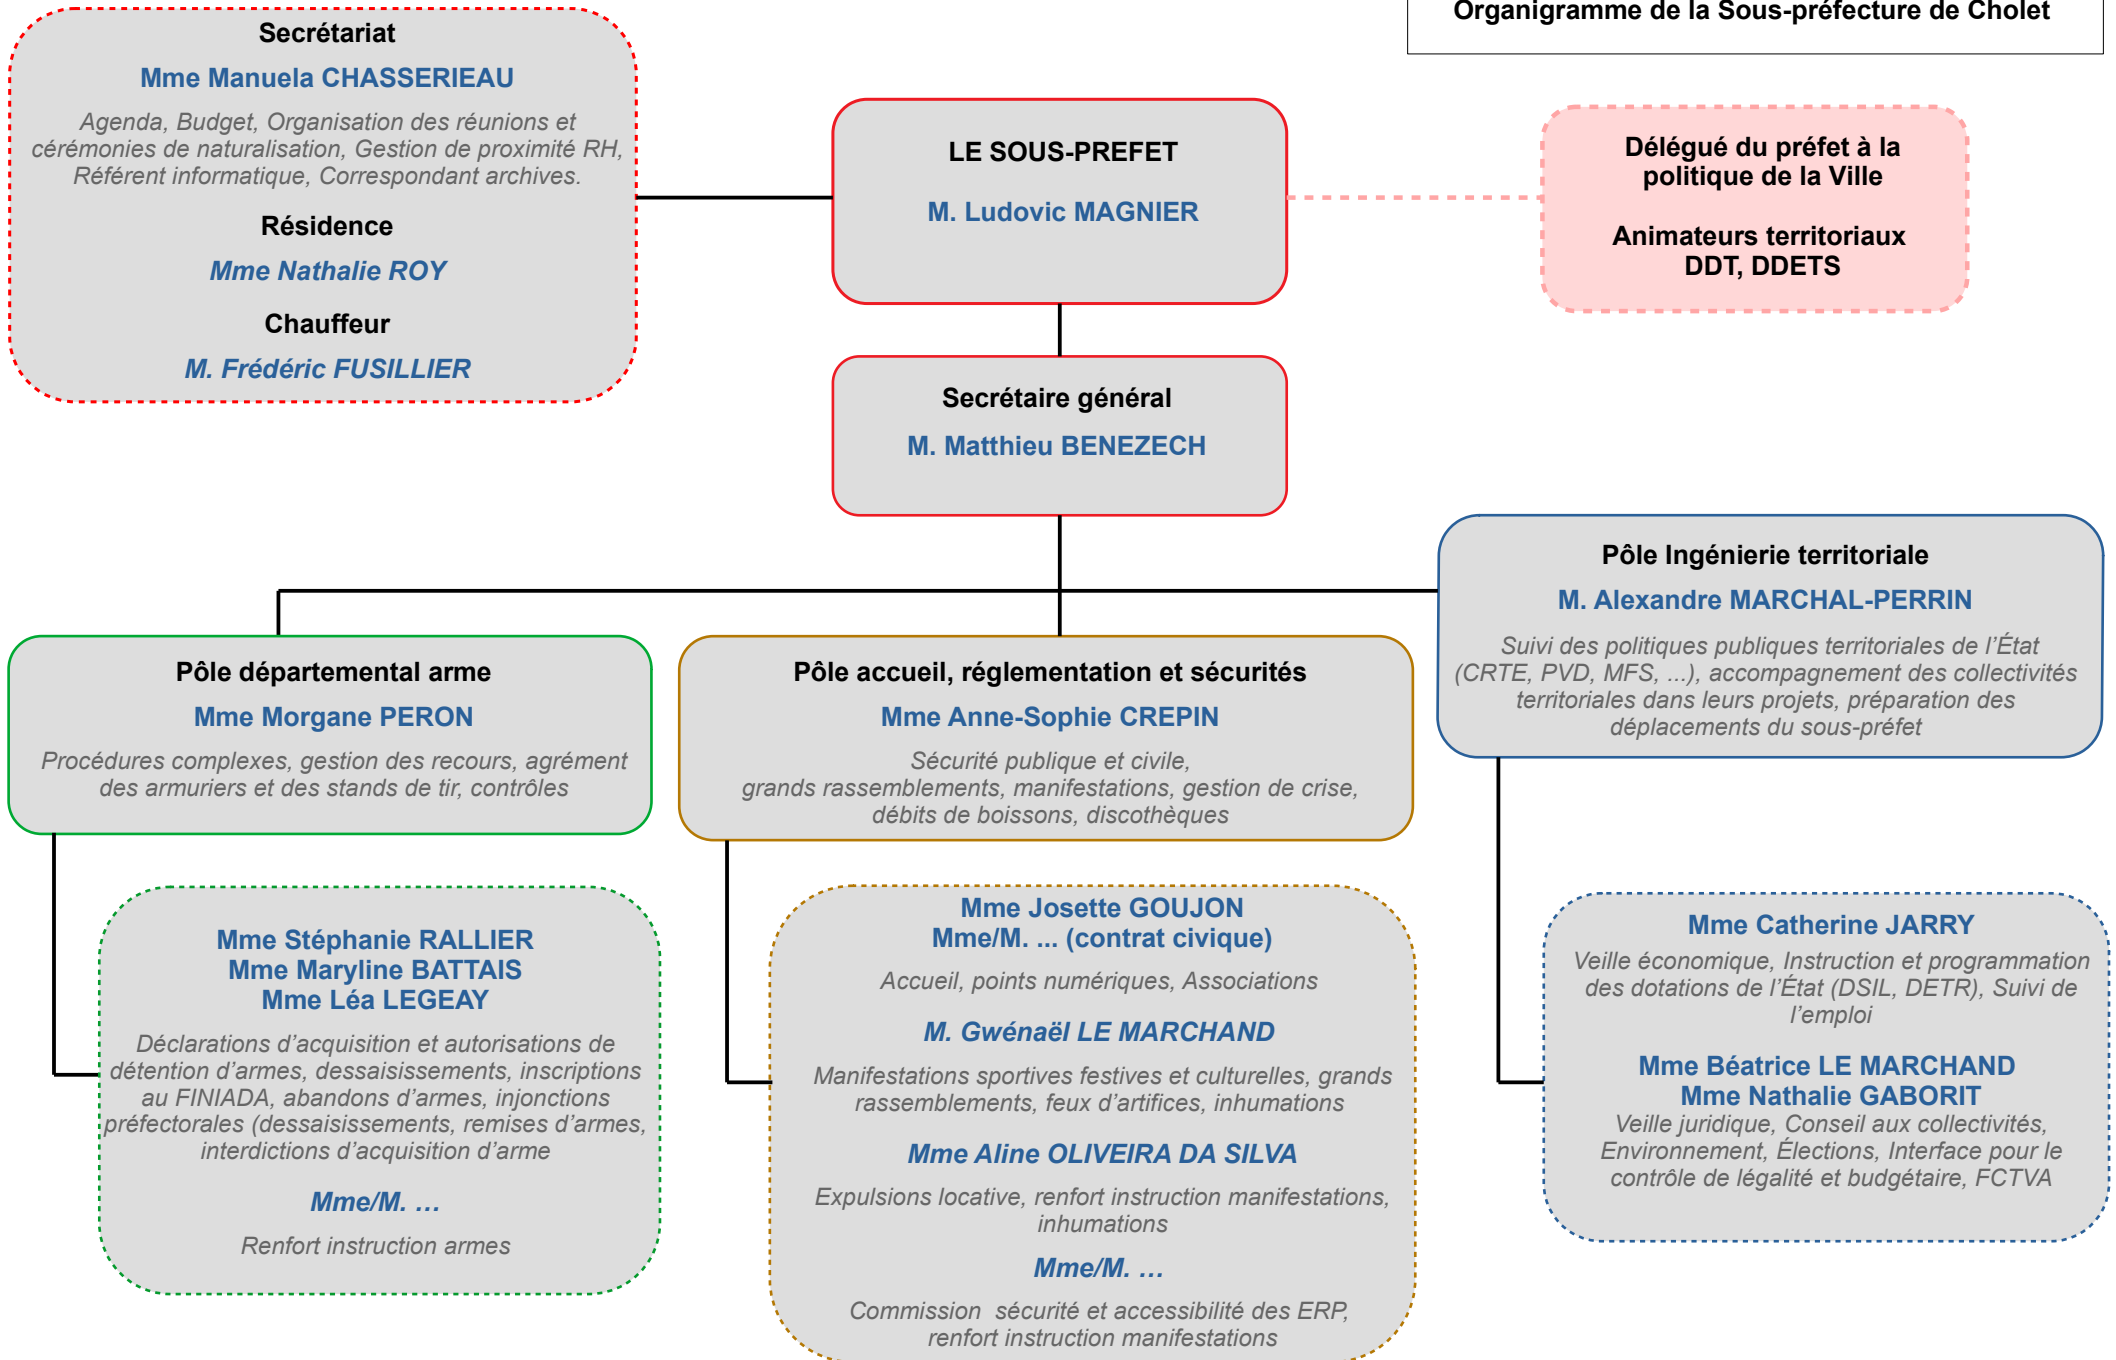 Organigramme de la Sous-préfecture de Cholet
Secrétariat
Mme Manuela CHASSERIEAU
Agenda, Budget, Organisation des réunions et
cérémonies de naturalisation, Gestion de proximité RH,
Référent informatique, Correspondant archives.
Résidence
Mme Nathalie ROY
Chauffeur
M. Frédéric FUSILLIER
LE SOUS-PREFET
M. Ludovic MAGNIER
Délégué du préfet à la
politique de la Ville
Animateurs territoriaux
DDT, DDETS
Secrétaire général
M. Matthieu BENEZECH
Pôle départemental arme
Mme Morgane PERON
Procédures complexes, gestion des recours, agrément
des armuriers et des stands de tir, contrôles
Pôle accueil, réglementation et sécurités
Mme Anne-Sophie CREPIN
Sécurité publique et civile,
grands rassemblements, manifestations, gestion de crise,
débits de boissons, discothèques
Pôle Ingénierie territoriale
M. Alexandre MARCHAL-PERRIN
Suivi des politiques publiques territoriales de l’État
(CRTE, PVD, MFS, ...), accompagnement des collectivités
territoriales dans leurs projets, préparation des
déplacements du sous-préfet
Mme Stéphanie RALLIER
Mme Maryline BATTAIS
Mme Léa LEGEAY
Déclarations d’acquisition et autorisations de
détention d’armes, dessaisissements, inscriptions
au FINIADA, abandons d’armes, injonctions
préfectorales (dessaisissements, remises d’armes,
interdictions d’acquisition d’arme
Mme/M. …
Renfort instruction armes
Mme Josette GOUJON
Mme/M. ... (contrat civique)
Accueil, points numériques, Associations
M. Gwénaël LE MARCHAND
Manifestations sportives festives et culturelles, grands
rassemblements, feux d’artifices, inhumations
Mme Aline OLIVEIRA DA SILVA
Expulsions locative, renfort instruction manifestations,
inhumations
Mme/M. …
Commission  sécurité et accessibilité des ERP,
renfort instruction manifestations
Mme Catherine JARRY
Veille économique, Instruction et programmation
des dotations de l’État (DSIL, DETR), Suivi de
l’emploi
Mme Béatrice LE MARCHAND
Mme Nathalie GABORIT
Veille juridique, Conseil aux collectivités,
Environnement, Élections, Interface pour le
contrôle de légalité et budgétaire, FCTVA